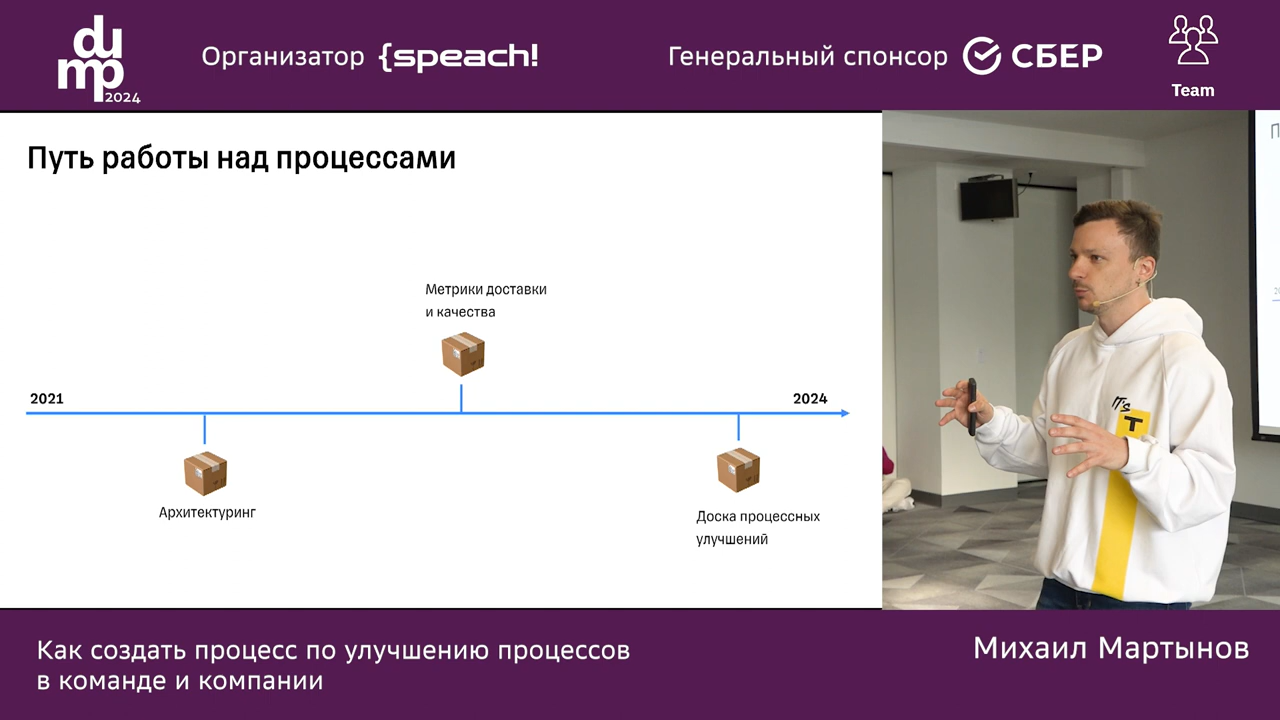 dump
2024
Организатор {speach!
Генеральный спонсор СБЕР
Team
Путь работы над процессами
Метрики доставки
и качества
2021
2024
Архитектуринг
Доска процессных
улучшений
IT'S
T
Как создать процесс по улучшению процессов
в команде и компании
Михаил Мартынов